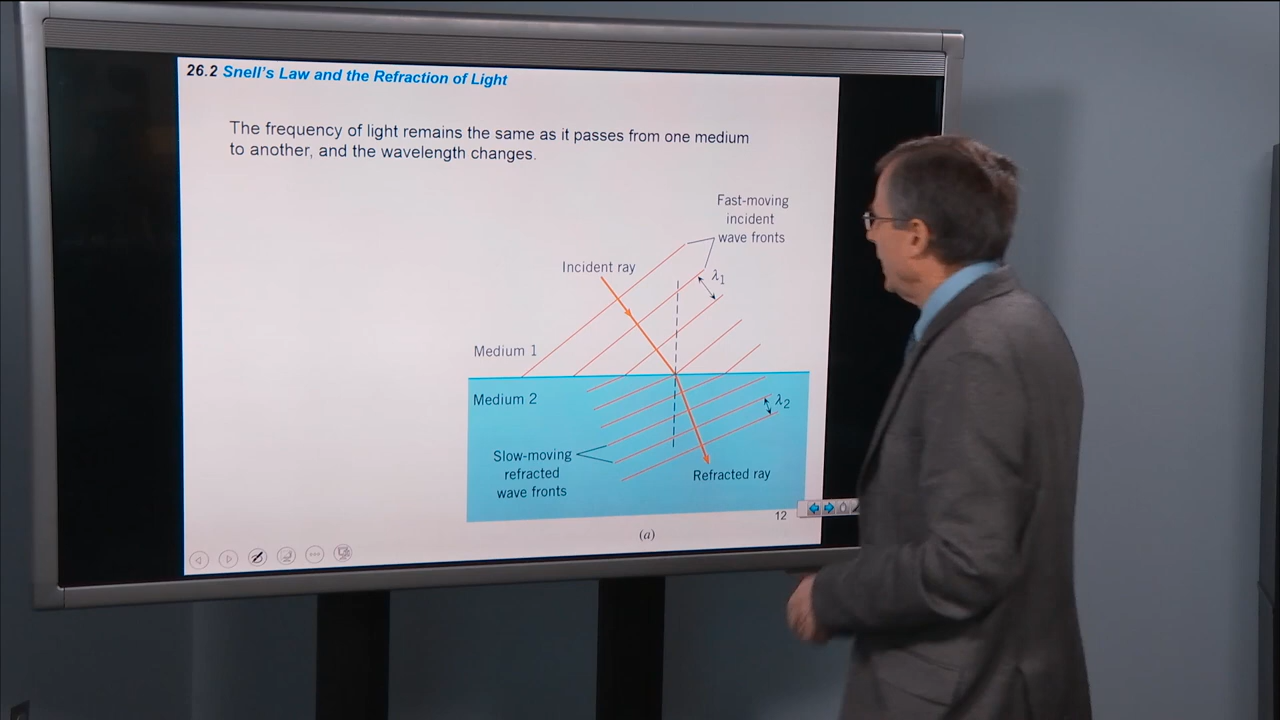 26.2 Snell's Law and the Refraction of Light
The frequency of light remains the same as it passes from one medium
to another, and the wavelength changes.
Fast-moving
incident
wave fronts
Incident ray
λ1
Medium 1
Medium 2
λ2
Slow-moving
refracted
wave fronts
Refracted ray
12
(a)